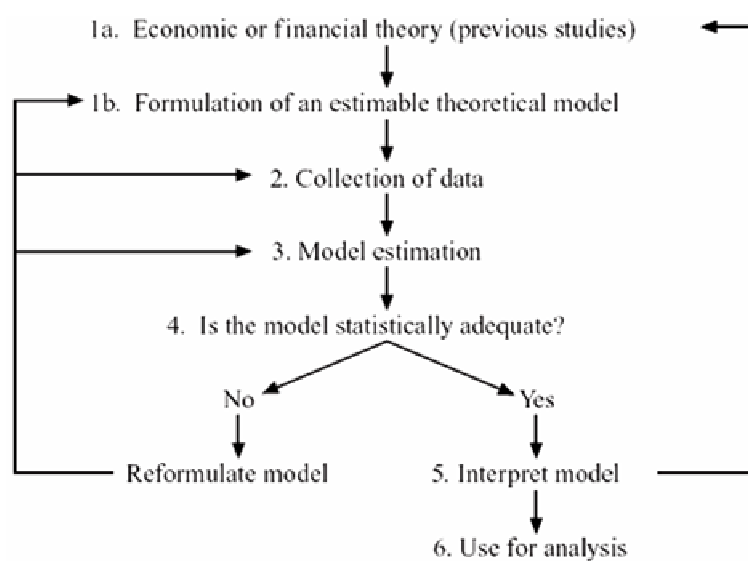 1a. Economic or financial theory (previous studies)
1b. Formulation of an estimable theoretical model
2. Collection of data
3. Model estimation
4. Is the model statistically adequate?
No
Yes
Reformulate model
5. Interpret model
6. Use for analysis